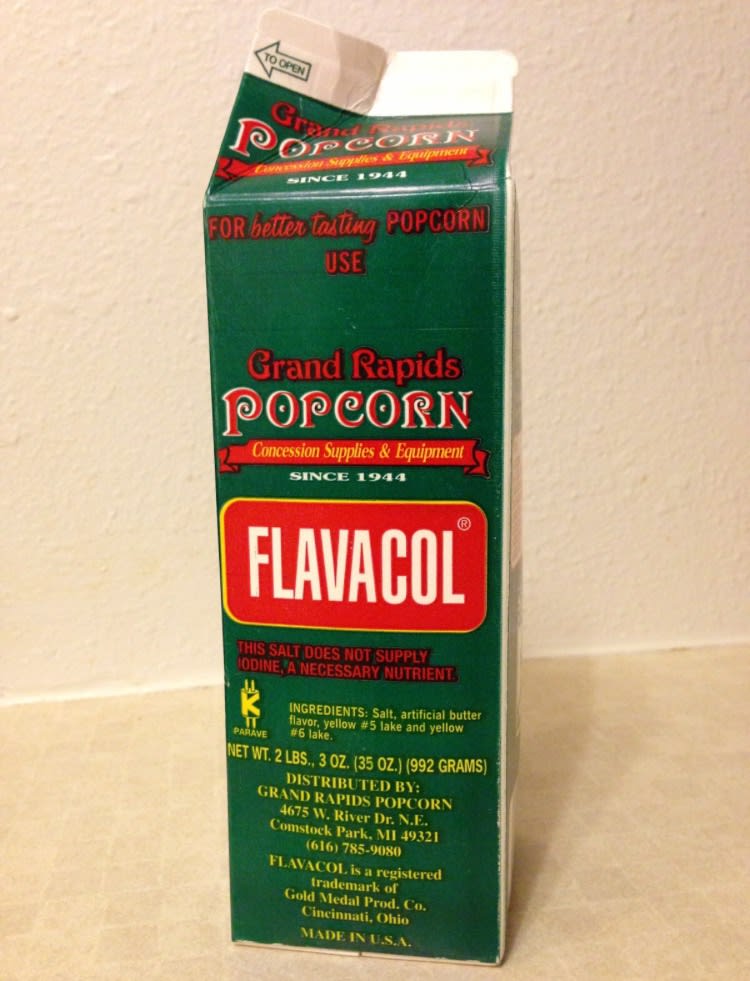 TO OPEN
Grand Rapids
POPCORN
Concession Supplies & Equipment
SINCE 1944
FOR better tasting POPCORN
USE
Grand Rapids
POPCORN
Concession Supplies & Equipment
SINCE 1944
FLAVACOL®
THIS SALT DOES NOT SUPPLY
IODINE, A NECESSARY NUTRIENT.
K
PARAVE
INGREDIENTS: Salt, artificial butter
flavor, yellow #5 lake and yellow
#6 lake.
NET WT. 2 LBS., 3 OZ. (35 OZ.) (992 GRAMS)
DISTRIBUTED BY:
GRAND RAPIDS POPCORN
4675 W. River Dr. N.E.
Comstock Park, MI 49321
(616) 785-9080
FLAVACOL is a registered
trademark of
Gold Medal Prod. Co.
Cincinnati, Ohio
MADE IN U.S.A.